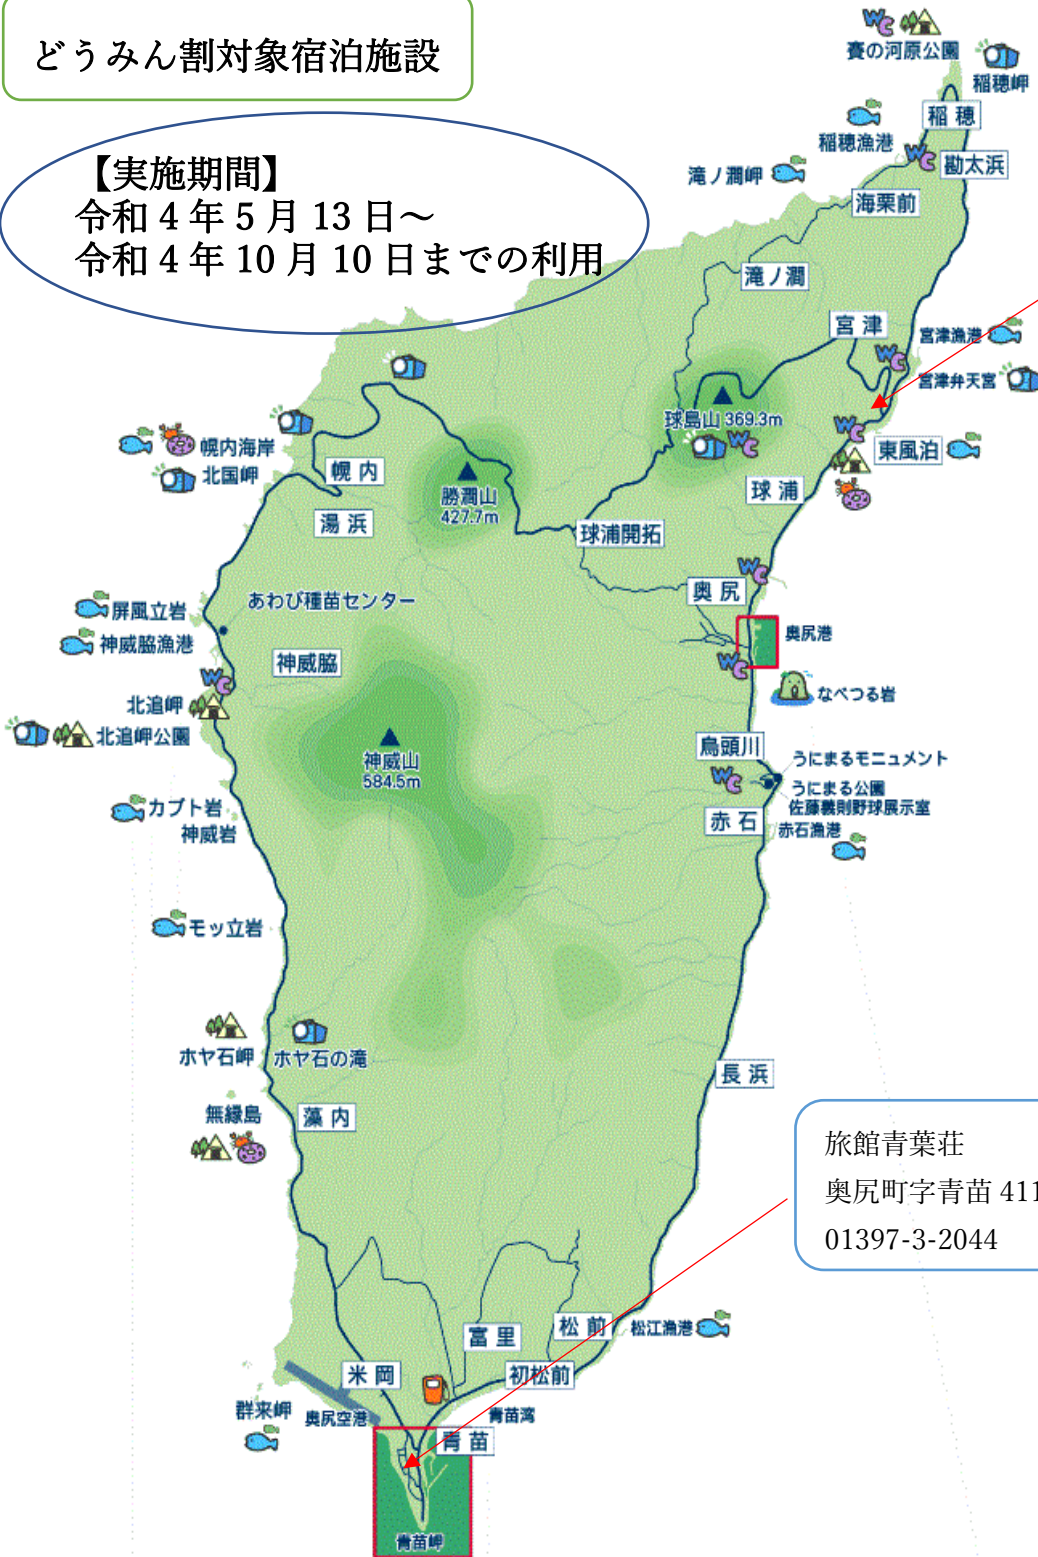 どうみん割対象宿泊施設
【実施期間】
令和4年5月13日～
令和4年10月10日までの利用
WC
賽の河原公園
稲穂岬
稲穂
稲穂漁港
WC
勘太浜
滝ノ澗岬
海栗前
滝ノ澗
宮津
宮津漁港
WC
宮津弁天宮
球島山 369.3m
WC
WC
東風泊
幌内海岸
北国岬
幌内
勝澗山
427.7m
球浦
湯浜
球浦開拓
WC
奥尻
あわび種苗センター
屏風立岩
神威脇漁港
奥尻港
神威脇
WC
WC
なべつる岩
北追岬
北追岬公園
神威山
584.5m
烏頭川
うにまるモニュメント
WC
うにまる公園
佐藤義則野球展示室
カブト岩
神威岩
赤石
赤石漁港
モッ立岩
ホヤ石岬
ホヤ石の滝
長浜
無縁島
藻内
旅館青葉荘
奥尻町字青苗 411
01397-3-2044
松前
松江漁港
富里
米岡
初松前
群来岬
奥尻空港
青苗湾
青苗
青苗岬